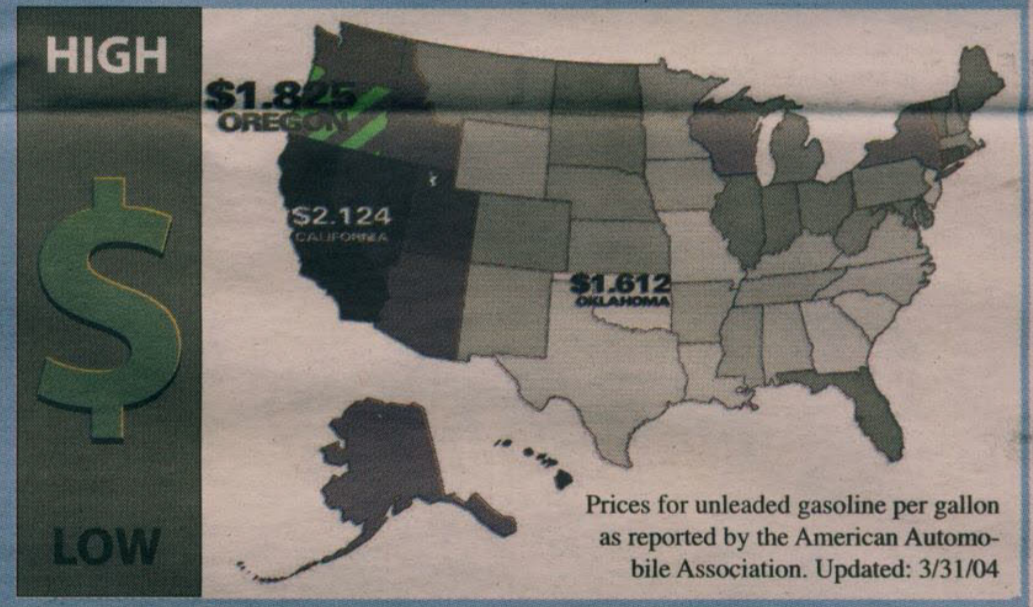 HIGH
$1.825
OREGON
$2.124
CALIFORNIA
$1.612
OKLAHOMA
$
LOW
Prices for unleaded gasoline per gallon
as reported by the American Automo-
bile Association. Updated: 3/31/04